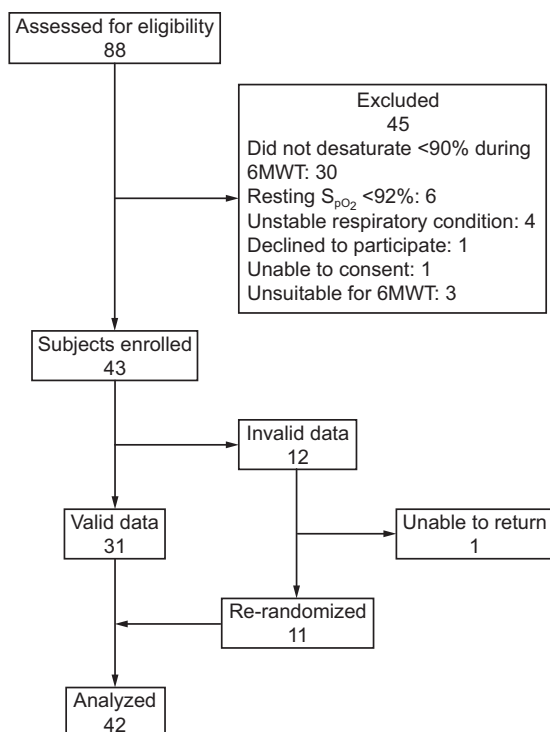 Assessed for eligibility
88
Excluded
45
Did not desaturate <90% during
6MWT: 30
Resting SpO2 <92%: 6
Unstable respiratory condition: 4
Declined to participate: 1
Unable to consent: 1
Unsuitable for 6MWT: 3
Subjects enrolled
43
Invalid data
12
Valid data
31
Unable to return
1
Re-randomized
11
Analyzed
42